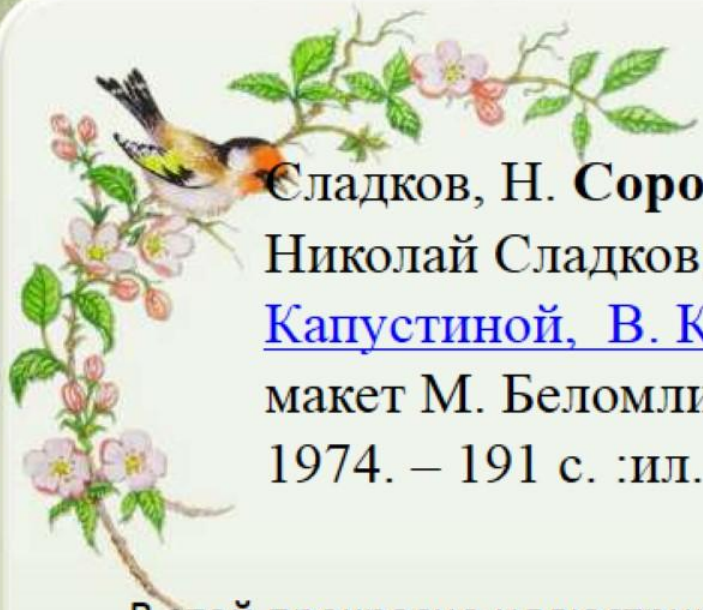 Сладков, Н. Соро
Николай Сладков
Капустиной, В. К
макет М. Беломли
1974. – 191 с. :ил.